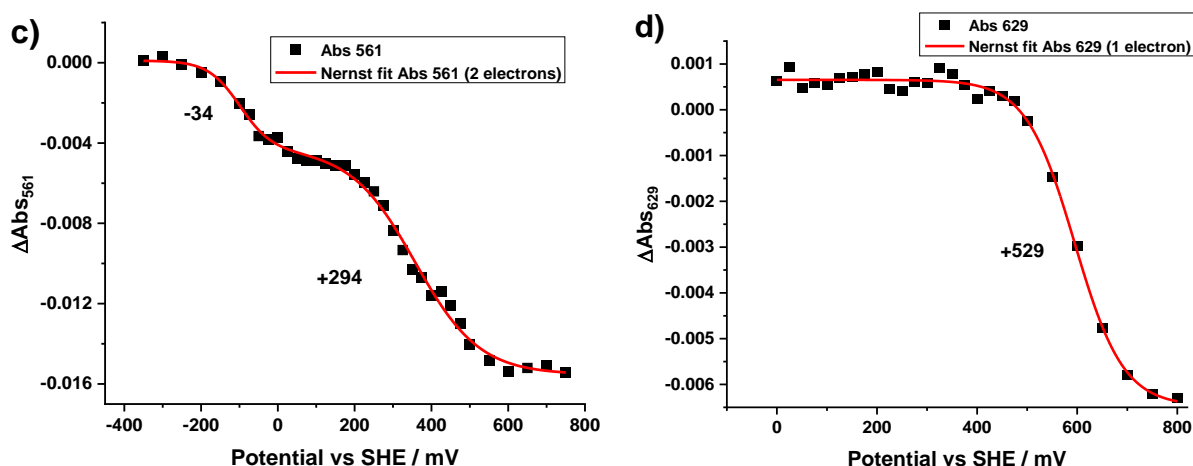 c)
Abs 561
Nernst fit Abs 561 (2 electrons)
0.000
-0.004
-0.008
-0.012
-0.016
ΔAbs561
-34
+294
-400
-200
0
200
400
600
800
Potential vs SHE / mV
d)
Abs 629
Nernst fit Abs 629 (1 electron)
0.001
0.000
-0.001
-0.002
-0.003
-0.004
-0.005
-0.006
ΔAbs629
+529
0
200
400
600
800
Potential vs SHE / mV